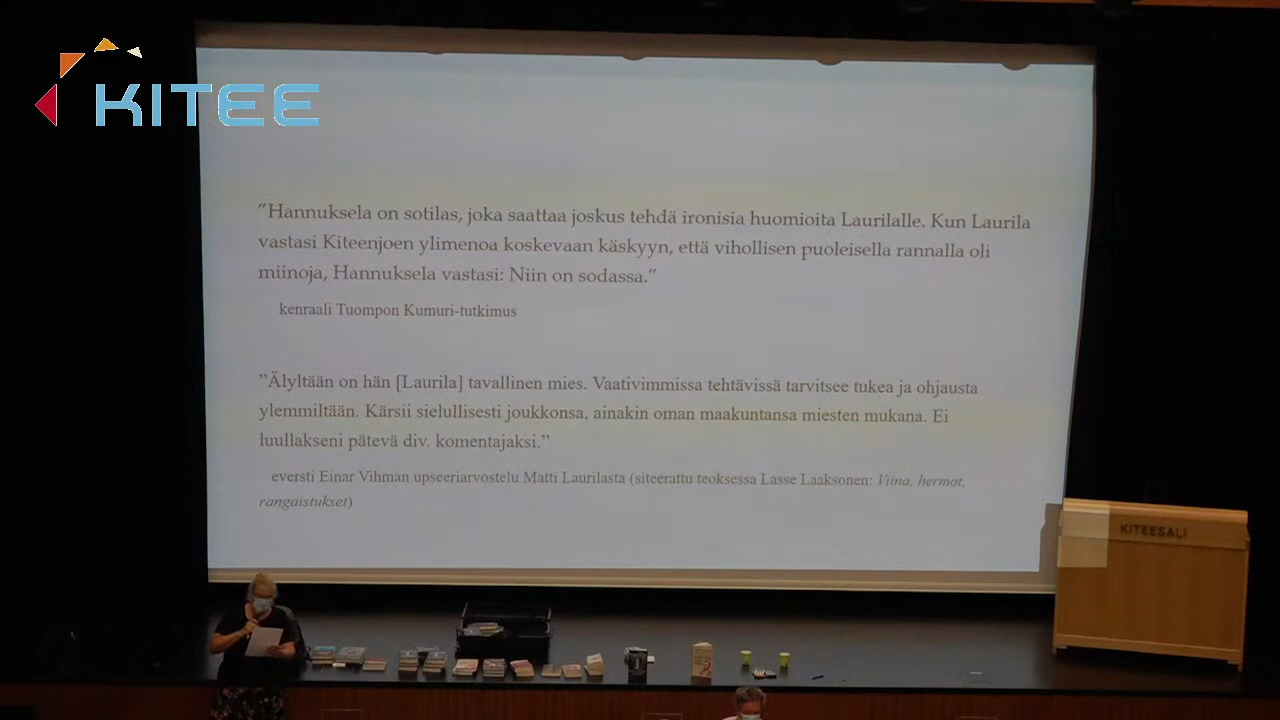 KITEE
”Hannuksela on sotilas, joka saattaa joskus tehdä ironisia huomioita Laurilalle. Kun Laurila
vastasi Kiteenjoen ylimenoa koskevaan käskyyn, että vihollisen puoleisella rannalla oli
miinoja, Hannuksela vastasi: Niin on sodassa.”
kenraali Tuompon Kumuri-tutkimus
”Älyltään on hän [Laurila] tavallinen mies. Vaativimmissa tehtävissä tarvitsee tukea ja ohjausta
ylemmiltään. Kärsii sielullisesti joukkonsa, ainakin oman maakuntansa miesten mukana. Ei
luullakseni pätevä div. komentajaksi.”
eversti Einar Vihman upseeriarvostelu Matti Laurilasta (siteerattu teoksessa Lasse Laaksonen: Viina, hermot,
rangaistukset)
KITEESALI